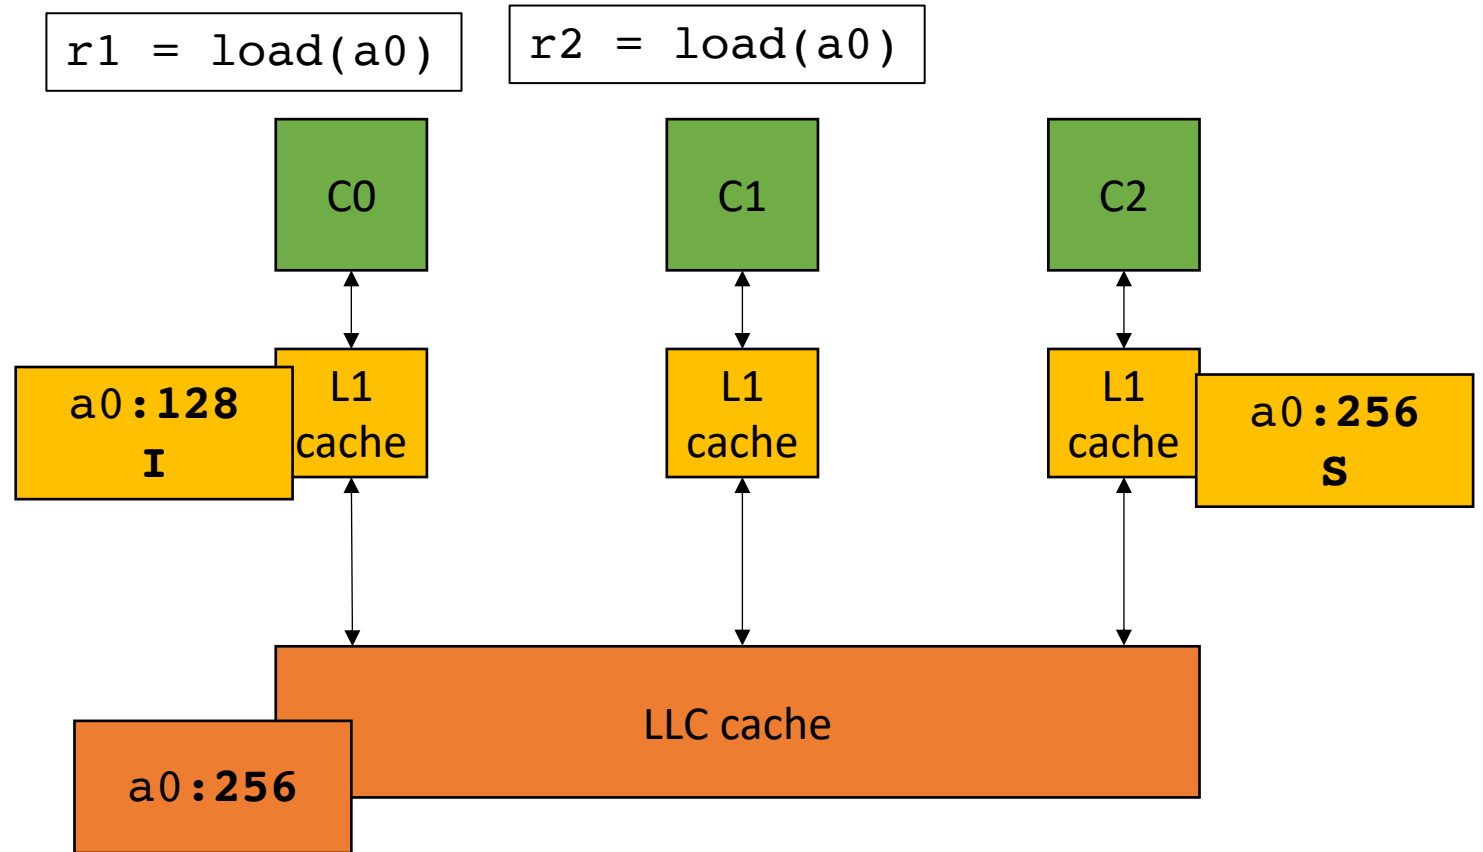 r1 = load(a0)
r2 = load(a0)
C0
C1
C2
L1
cache
L1
cache
L1
cache
a0:128
I
a0:256
S
LLC cache
a0:256